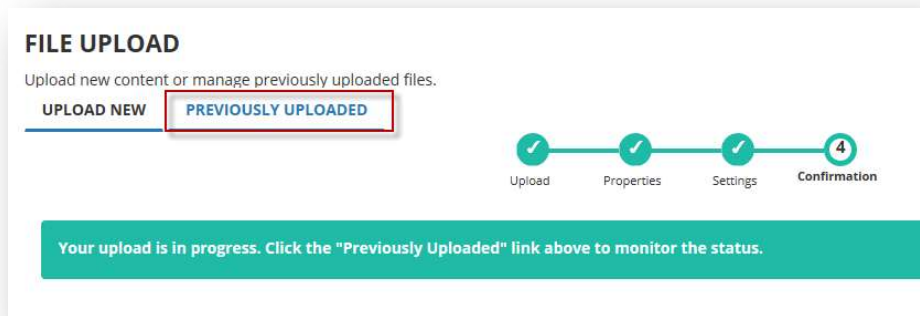 FILE UPLOAD
Upload new content or manage previously uploaded files.
UPLOAD NEW PREVIOUSLY UPLOADED
4
Upload Properties Settings Confirmation
Your upload is in progress. Click the "Previously Uploaded" link above to monitor the status.